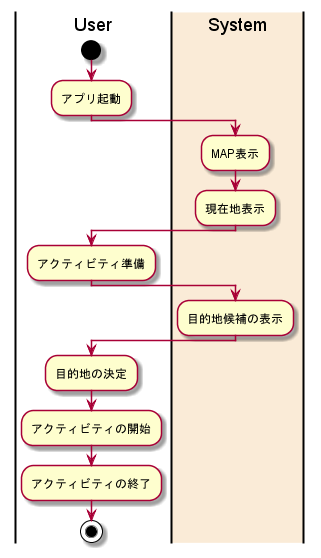 User
System
アプリ起動
MAP表示
現在地表示
アクティビティ準備
目的地候補の表示
目的地の決定
アクティビティの開始
アクティビティの終了